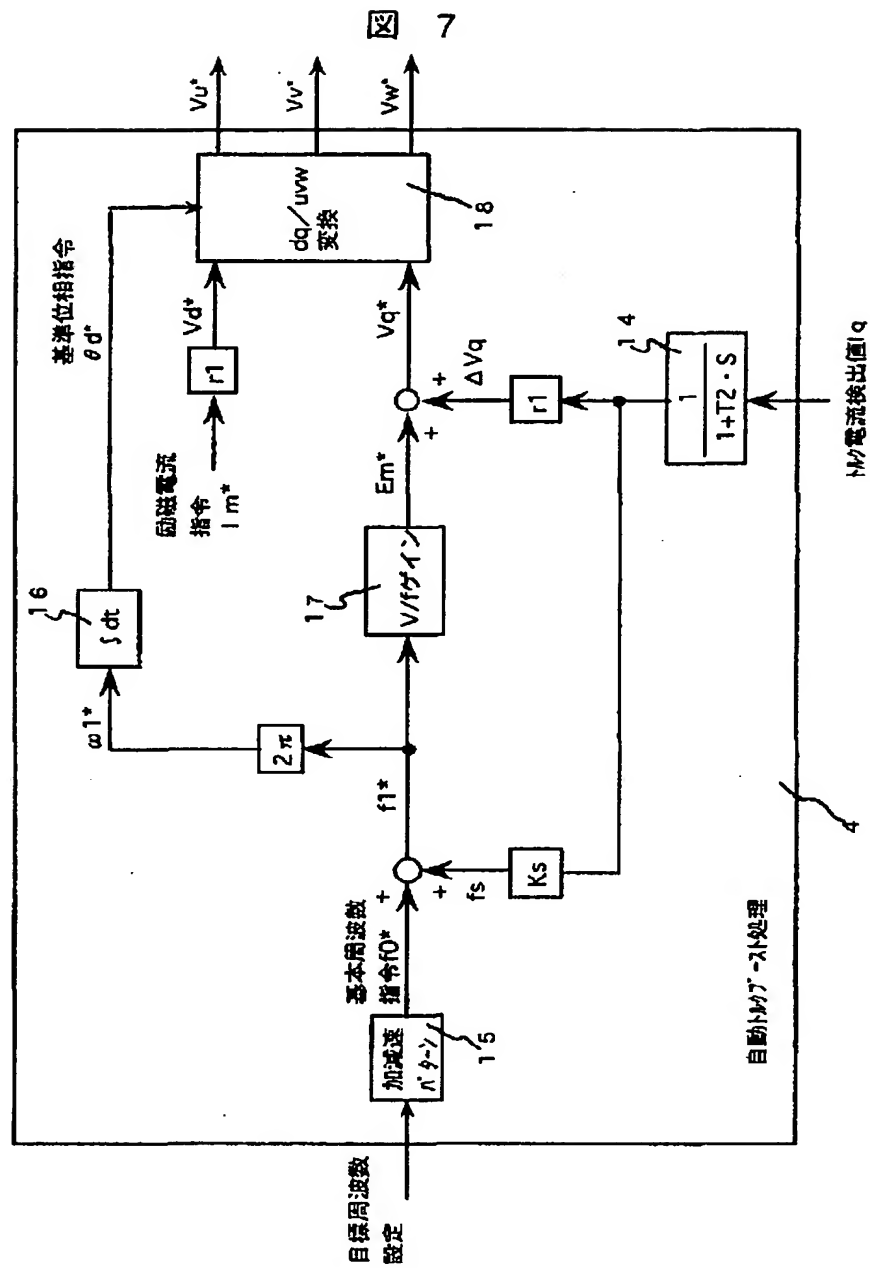 図 7
目標周波数
設定
加減速
パターン
15
基本周波数
指令f0*
+
+
fs
Ks
f1*
2π
ω1*
∫dt
16
基準位相指令
θd*
励磁電流
指令
Im*
r1
Vd*
V/fゲイン
17
Em*
+
+
ΔVq
r1
Vq*
dq/uvw
変換
18
Vu*
Vv*
Vw*
1
1+T2・S
14
トルク電流検出値Iq
自動トルクブースト処理
4